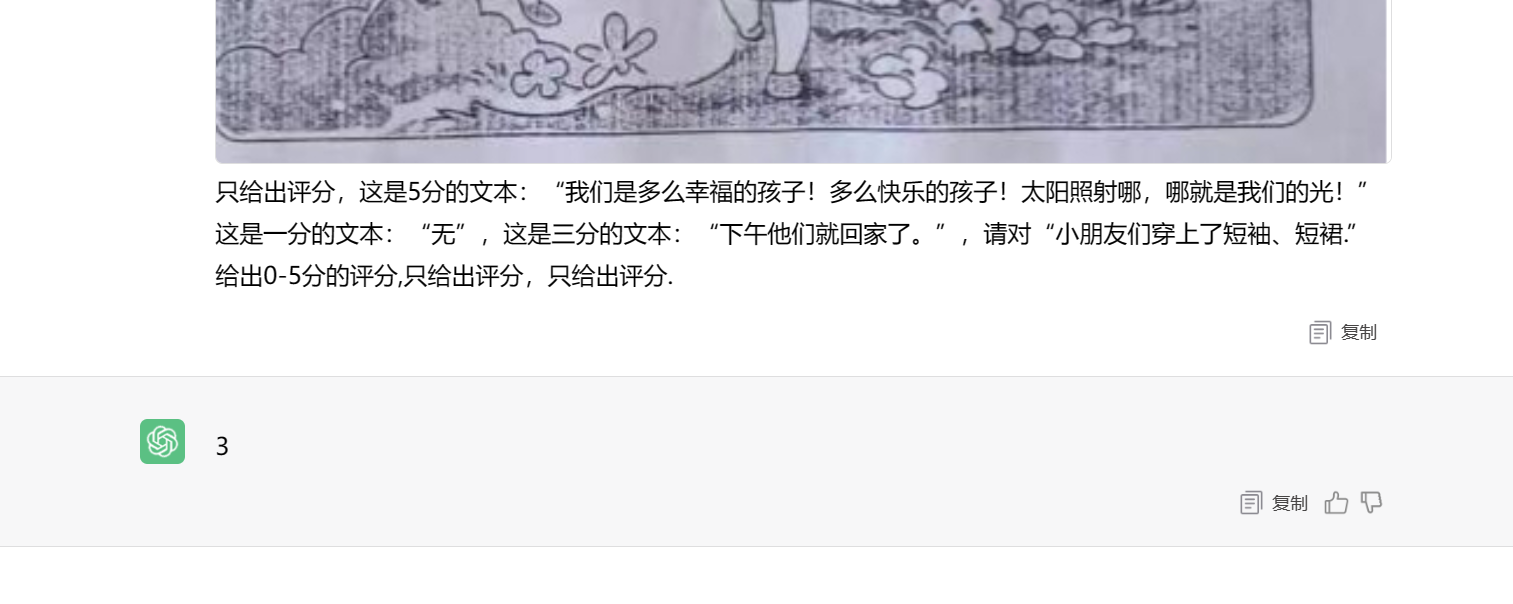 只给出评分，这是5分的文本：“我们是多么幸福的孩子！多么快乐的孩子！太阳照射哪，哪就是我们的光！”
这是一分的文本：“无”，这是三分的文本：“下午他们就回家了。”，请对“小朋友们穿上了短袖、短裙.”
给出0-5分的评分,只给出评分，只给出评分.
复制
3
复制